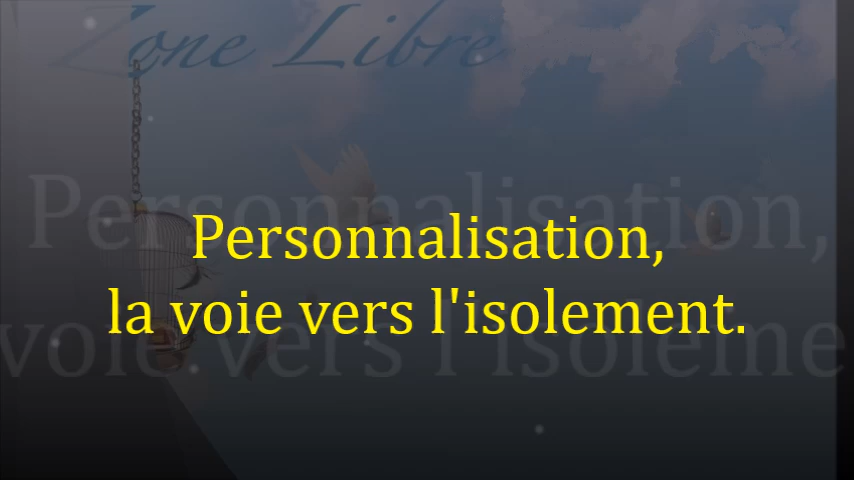 Zone Libre
Personnalisation,
la voie vers l'isolement.